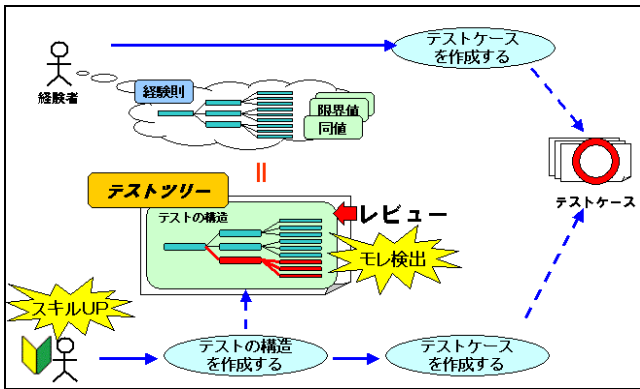 テストケース
を作成する
経験者
経験則
限界値
同値
=
テストツリー
テストの構造
レビュー
モレ検出
テストケース
スキルUP
テストの構造
を作成する
テストケース
を作成する